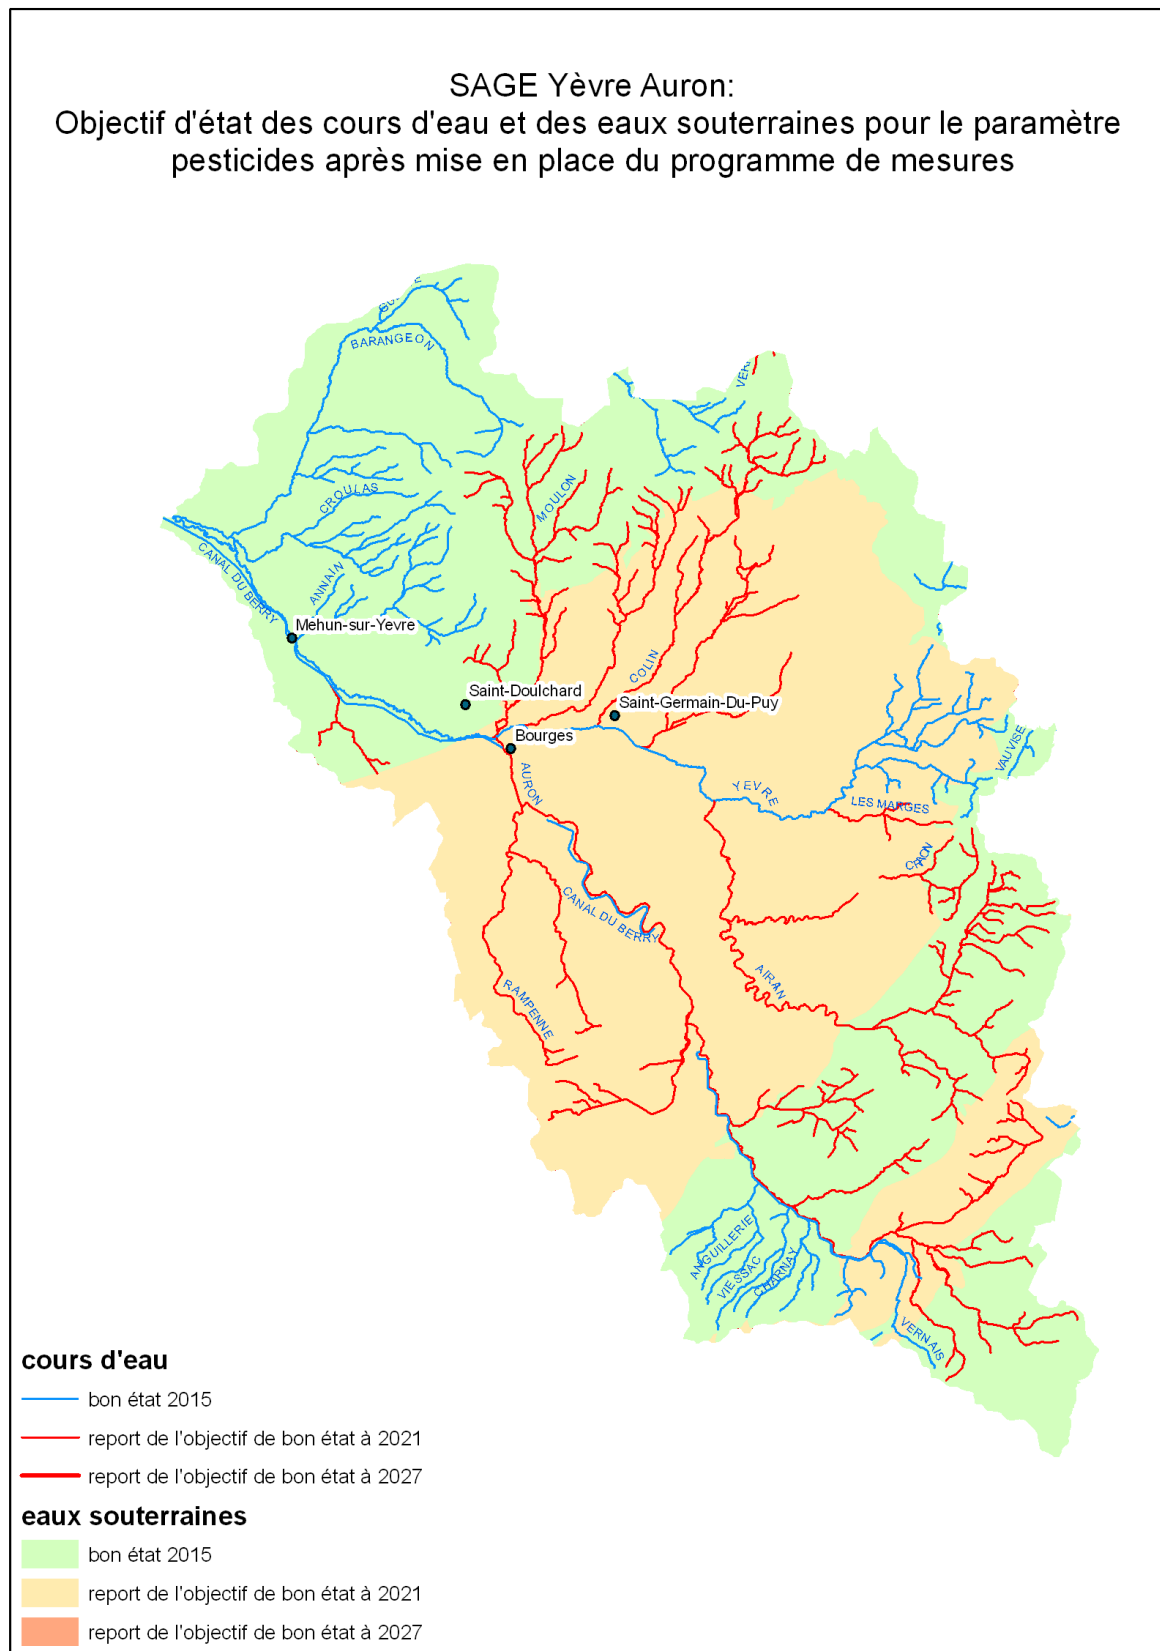 SAGE Yèvre Auron:
Objectif d'état des cours d'eau et des eaux souterraines pour le paramètre
pesticides après mise en place du programme de mesures
BARANGEON
VER
CROULAS
MOULON
CANAL DU BERRY
ANNAIN
Mehun-sur-Yevre
COLIN
Saint-Doulchard
Saint-Germain-Du-Puy
Bourges
VAUVISE
AURON
YEVRE
LES MARGES
CRAON
CANAL DU BERRY
AIRAN
RAMPENNE
ANGUILLERIE
VIESSAC
CHARNAY
VERNAIS
cours d'eau
bon état 2015
report de l'objectif de bon état à 2021
report de l'objectif de bon état à 2027
eaux souterraines
bon état 2015
report de l'objectif de bon état à 2021
report de l'objectif de bon état à 2027